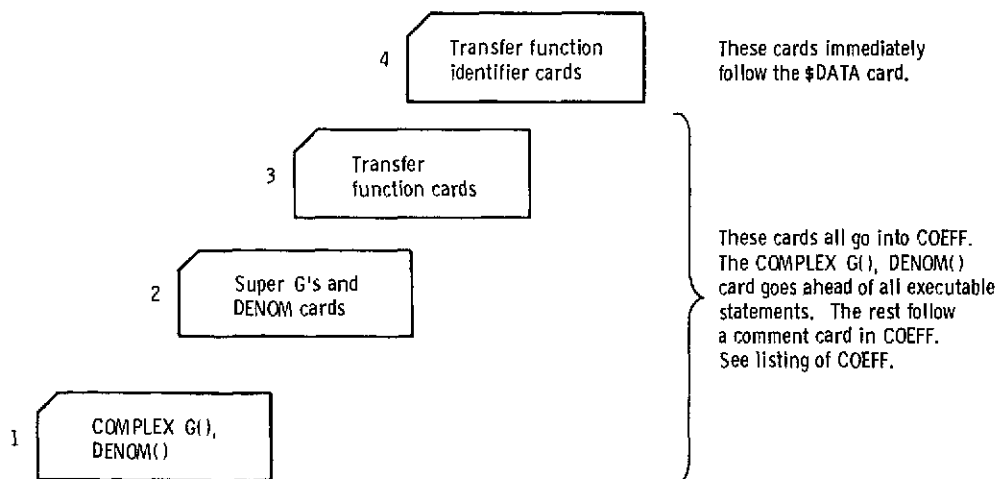 4
Transfer function
identifier cards
These cards immediately
follow the $DATA card.
3
Transfer
function cards
2
Super G's and
DENOM cards
These cards all go into COEFF.
The COMPLEX G(), DENOM()
card goes ahead of all executable
statements. The rest follow
a comment card in COEFF.
See listing of COEFF.
1
COMPLEX G(),
DENOM()